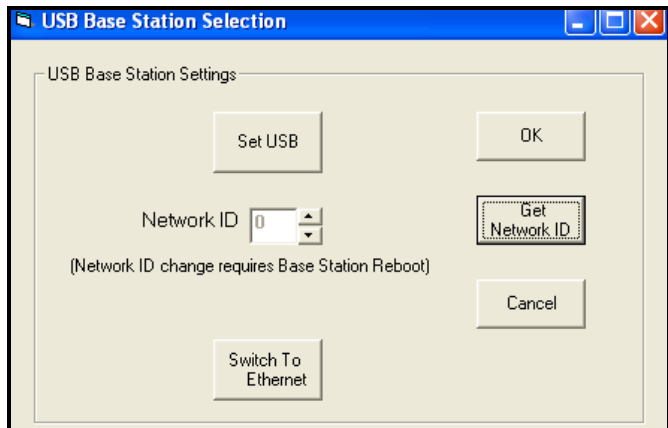 USB Base Station Selection
USB Base Station Settings
Set USB
OK
Network ID 0
Get
Network ID
(Network ID change requires Base Station Reboot)
Cancel
Switch To
Ethernet